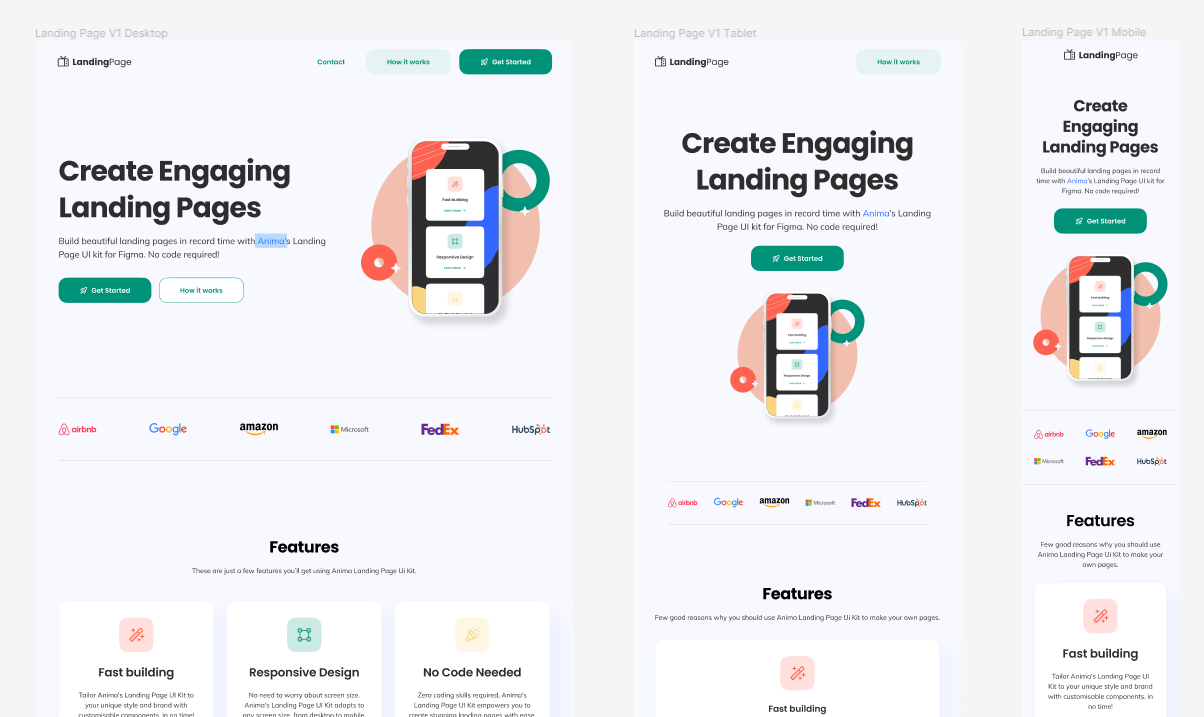 Landing Page V1 Desktop
LandingPage
Contact
How it works
Get Started
Create Engaging
Landing Pages
Build beautiful landing pages in record time with Anima's Landing
Page UI kit for Figma. No code required!
Get Started
How it works
Fast building
Learn More
Responsive Design
Learn More
airbnb
Google
amazon
Microsoft
FedEx
HubSpot
Features
These are just a few features you'll get using Anima Landing Page Ui Kit.
Fast building
Tailor Anima's Landing Page UI Kit to
your unique style and brand with
customisable components, in no time!
Responsive Design
No need to worry about screen size.
Anima's Landing Page UI Kit adapts to
any screen size, from desktop to mobile
No Code Needed
Zero coding skills required, Anima's
Landing Page UI Kit empowers you to
create stunning landing pages with ease
Landing Page V1 Tablet
LandingPage
How it works
Create Engaging
Landing Pages
Build beautiful landing pages in record time with Anima's Landing
Page UI kit for Figma. No code required!
Get Started
Fast building
Learn More
Responsive Design
Learn More
airbnb
Google
amazon
Microsoft
FedEx
HubSpot
Features
Few good reasons why you should use Anima Landing Page Ui Kit to make your own pages.
Fast building
Landing Page V1 Mobile
LandingPage
Create
Engaging
Landing Pages
Build beautiful landing pages in record
time with Anima's Landing Page UI kit for
Figma. No code required!
Get Started
Fast building
Learn More
Responsive Design
Learn More
airbnb
Google
amazon
Microsoft
FedEx
HubSpot
Features
Few good reasons why you should use
Anima Landing Page Ui Kit to make your
own pages.
Fast building
Tailor Anima's Landing Page UI
Kit to your unique style and brand
with customisable components, in
no time!